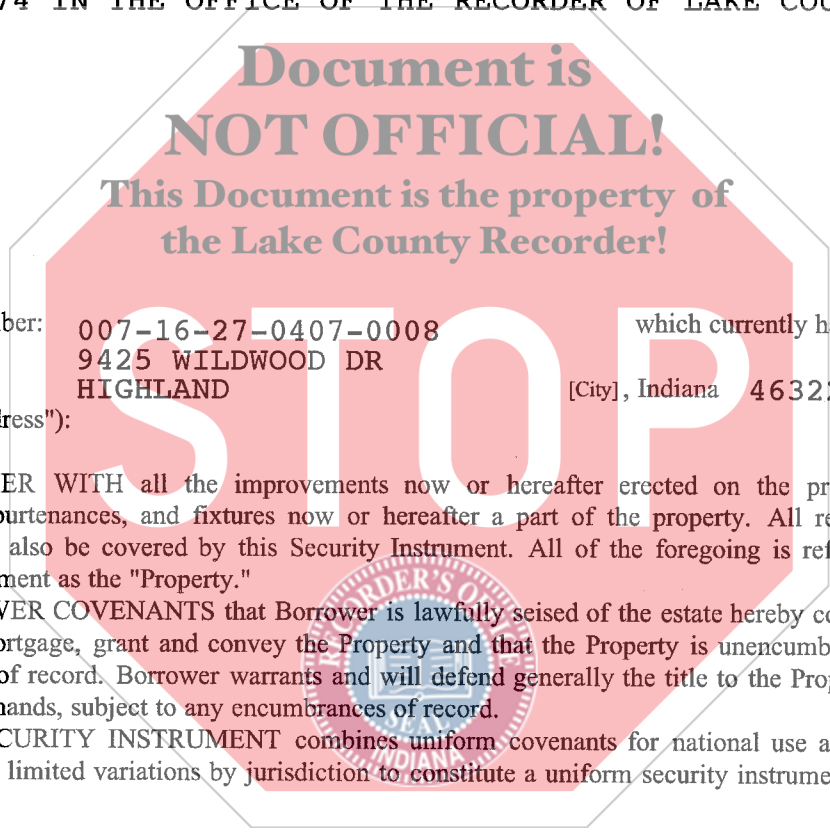 74 IN THE OFFICE OF THE RECORDER OF LAKE COU
Document is
NOT OFFICIAL!
This Document is the property of
the Lake County Recorder!
STOP
ber: 007-16-27-0407-0008 which currently h
9425 WILDWOOD DR
HIGHLAND [City], Indiana 46322
ress"):
ER WITH all the improvements now or hereafter erected on the pr
purtenances, and fixtures now or hereafter a part of the property. All re
also be covered by this Security Instrument. All of the foregoing is ref
ment as the "Property."
WER COVENANTS that Borrower is lawfully seised of the estate hereby co
ortgage, grant and convey the Property and that the Property is unencumb
of record. Borrower warrants and will defend generally the title to the Prop
nands, subject to any encumbrances of record.
CURITY INSTRUMENT combines uniform covenants for national use a
limited variations by jurisdiction to constitute a uniform security instrume
RECORDER'S OFFICE
SEAL
INDIANA